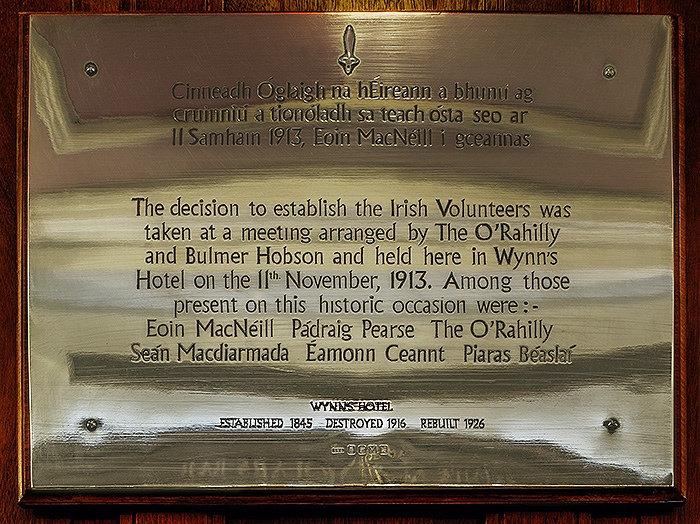 Cinneadh Óglaigh na hÉireann a bhunú ag
cruinniú a tionóladh sa teach ósta seo ar
11 Samhain 1913, Eoin MacNéill i gceannas
The decision to establish the Irish Volunteers was
taken at a meeting arranged by The O'Rahilly
and Bulmer Hobson and held here in Wynn's
Hotel on the 11th November, 1913. Among those
present on this historic occasion were:-
Eoin MacNéill Pádraig Pearse The O'Rahilly
Seán Macdiarmada Éamonn Ceannt Piaras Béaslaí
WYNNS HOTEL
ESTABLISHED 1845 DESTROYED 1916 REBUILT 1926